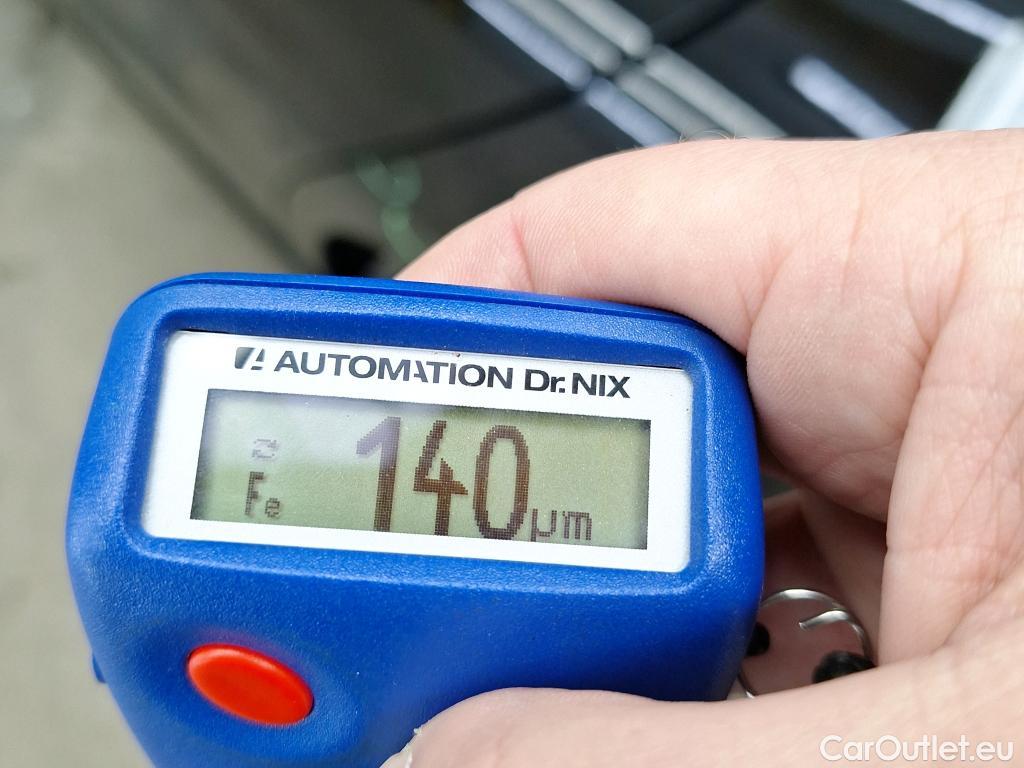 AUTOMATION Dr. NIX
Fe 140 µm
CarOutlet.eu